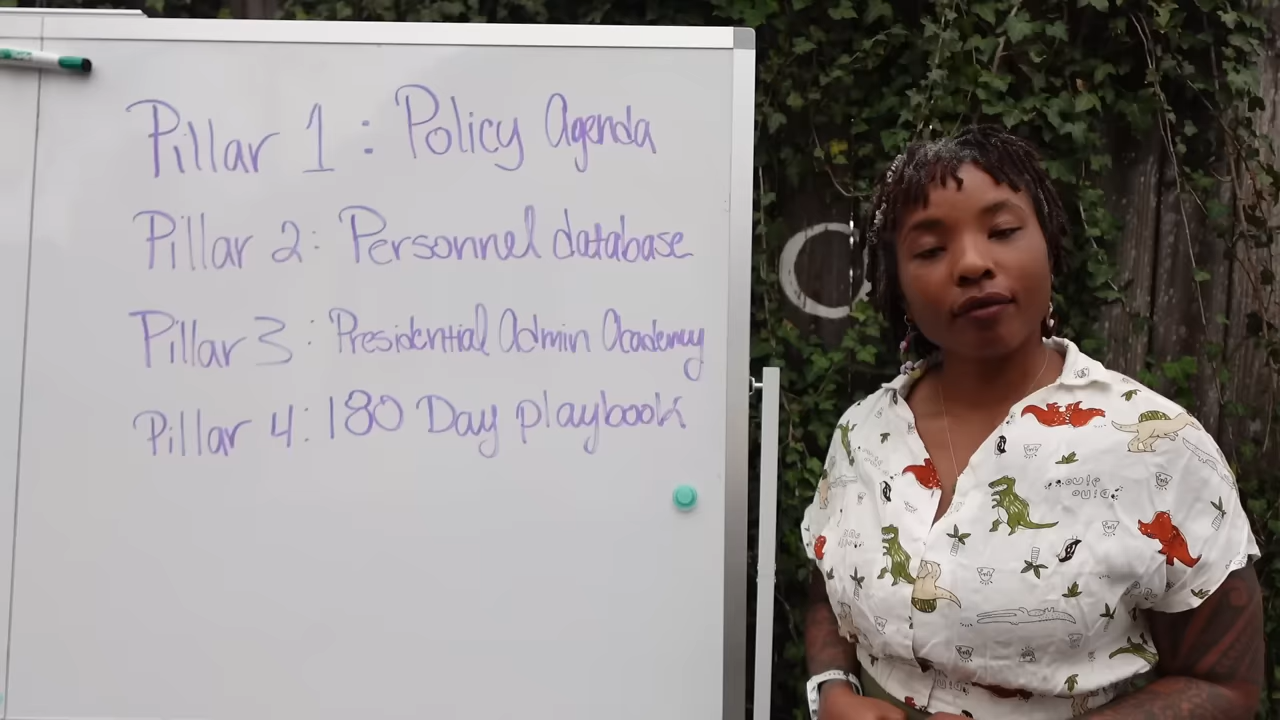 Pillar 1: Policy Agenda
Pillar 2: Personnel database
Pillar 3: Presidential Admin Academy
Pillar 4: 180 Day playbook